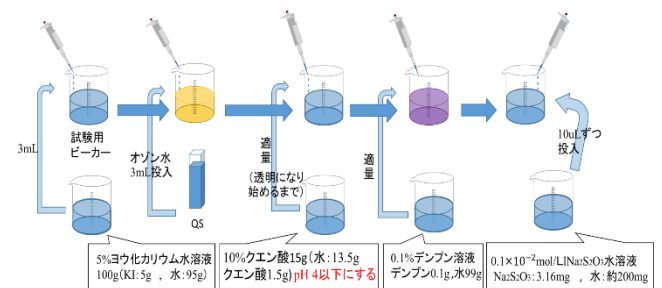 3mL
試験用
ビーカー
オゾン水
3mL投入
QS
適量
(透明になり
始めるまで)
適量
10uLずつ
投入
5%ヨウ化カリウム水溶液
100g(KI:5g , 水:95g)
10%クエン酸15g(水:13.5g
クエン酸1.5g) pH 4以下にする
0.1%デンプン溶液
デンプン0.1g,水99g
0.1×10⁻²mol/LlNa2S2O3水溶液
Na2S2O3:3.16mg , 水:約200mg